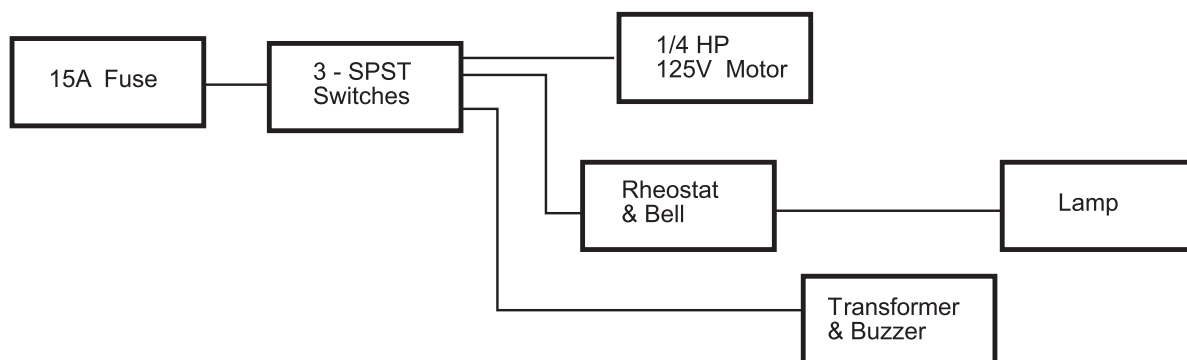 15A Fuse
3 - SPST
Switches
1/4 HP
125V Motor
Rheostat
& Bell
Lamp
Transformer
& Buzzer